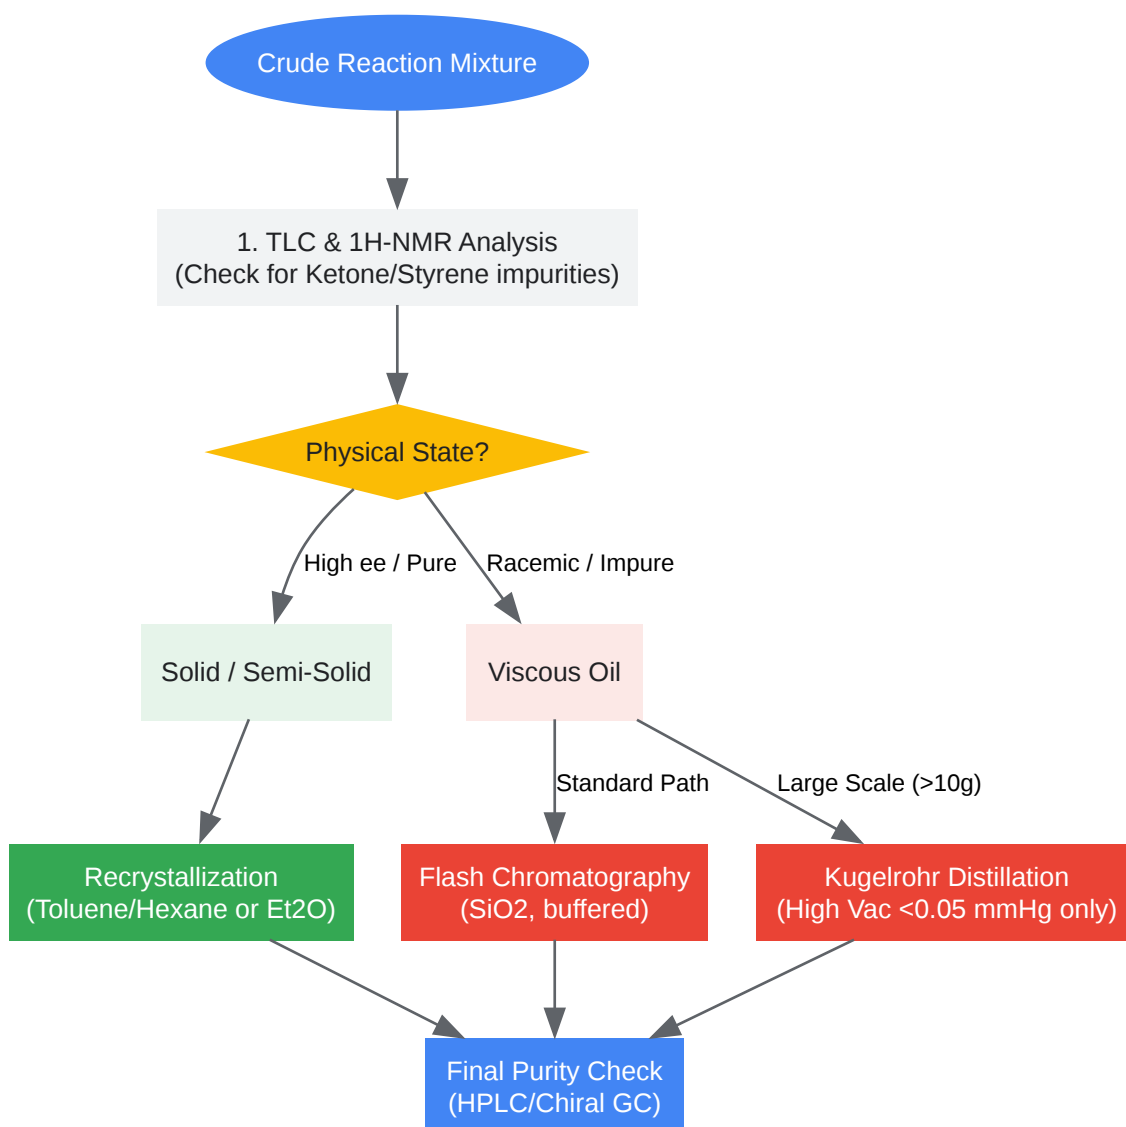 Crude Reaction Mixture
1. TLC & 1H-NMR Analysis
(Check for Ketone/Styrene impurities)
Physical State?
High ee / Pure
Racemic / Impure
Solid / Semi-Solid
Viscous Oil
Standard Path
Large Scale (>10g)
Recrystallization
(Toluene/Hexane or Et2O)
Flash Chromatography
(SiO2, buffered)
Kugelrohr Distillation
(High Vac <0.05 mmHg only)
Final Purity Check
(HPLC/Chiral GC)